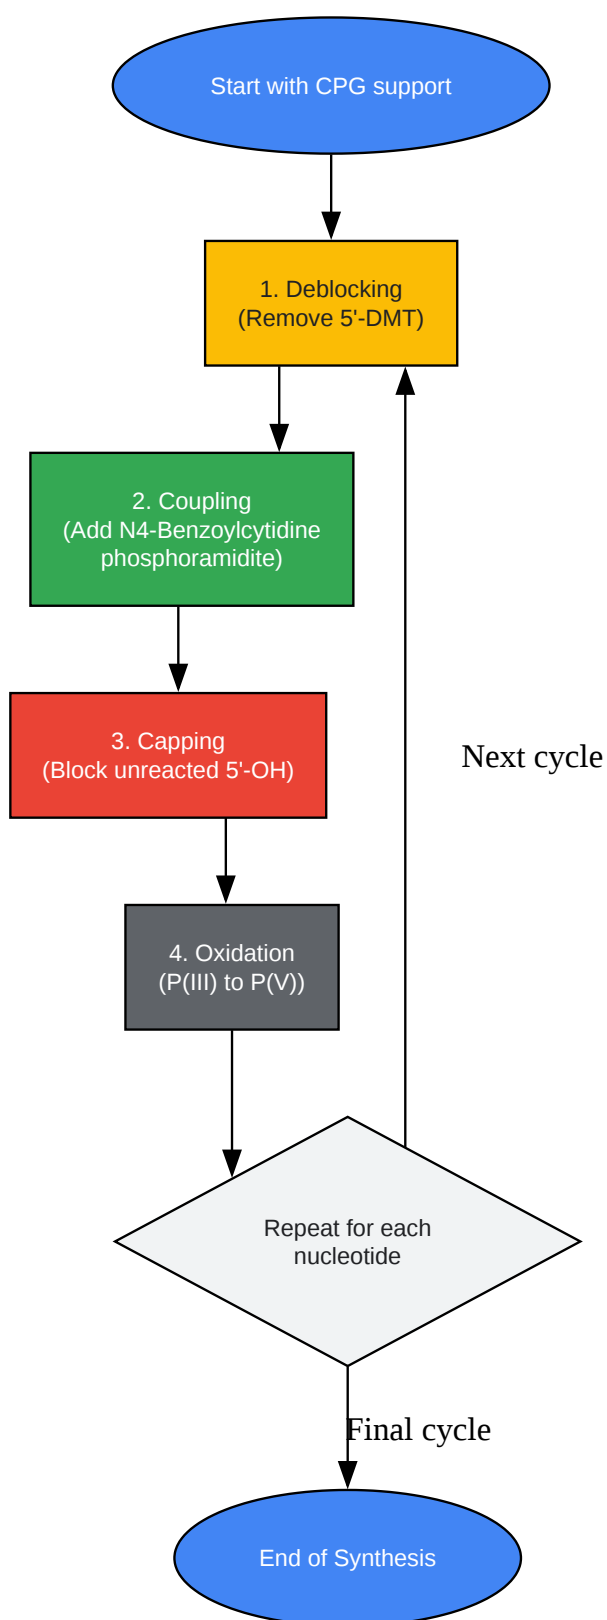 Start with CPG support
1. Deblocking
(Remove 5'-DMT)
2. Coupling
(Add N4-Benzoylcytidine
phosphoramidite)
3. Capping
(Block unreacted 5'-OH)
Next cycle
4. Oxidation
(P(III) to P(V))
Repeat for each
nucleotide
Final cycle
End of Synthesis